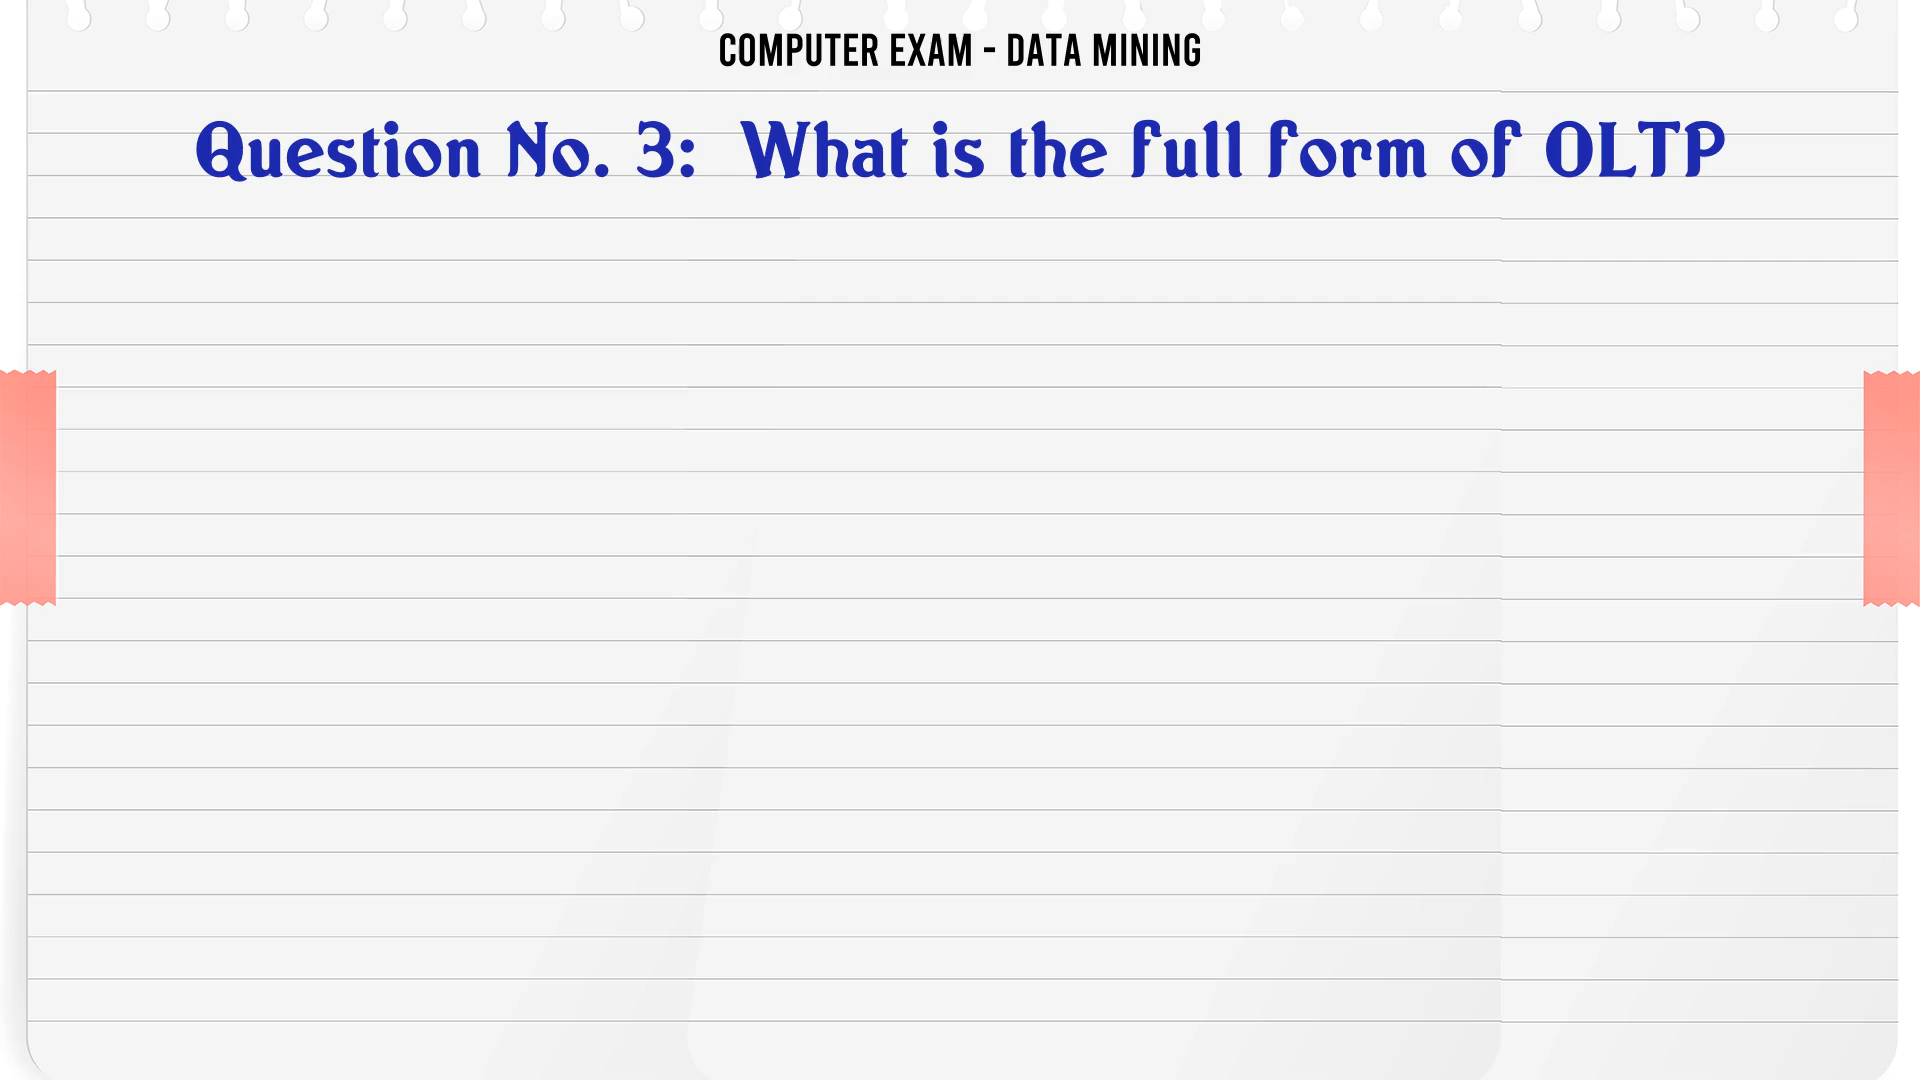 COMPUTER EXAM - DATA MINING
Question No. 3: What is the full form of OLTP